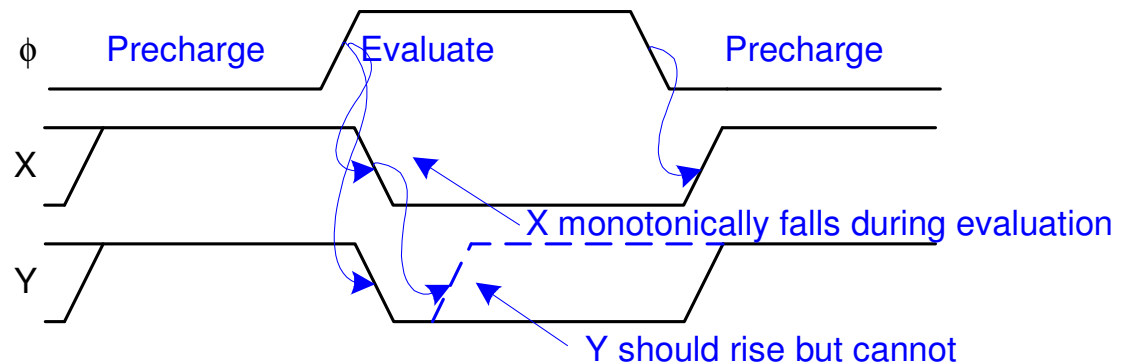 ϕ Precharge Evaluate Precharge
X
X monotonically falls during evaluation
Y
Y should rise but cannot